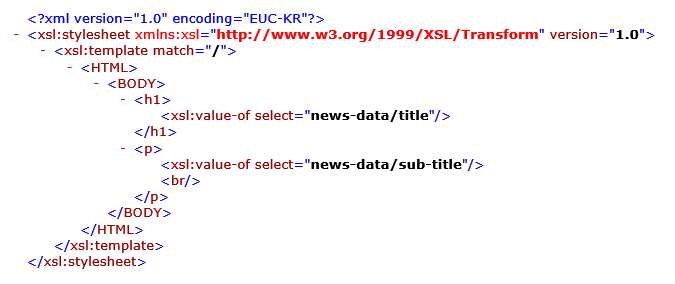 <?xml version="1.0" encoding="EUC-KR"?>
- <xsl:stylesheet xmlns:xsl="http://www.w3.org/1999/XSL/Transform" version="1.0">
- <xsl:template match="/">
- <HTML>
- <BODY>
- <h1>
<xsl:value-of select="news-data/title"/>
</h1>
- <p>
<xsl:value-of select="news-data/sub-title"/>
<br/>
</p>
</BODY>
</HTML>
</xsl:template>
</xsl:stylesheet>